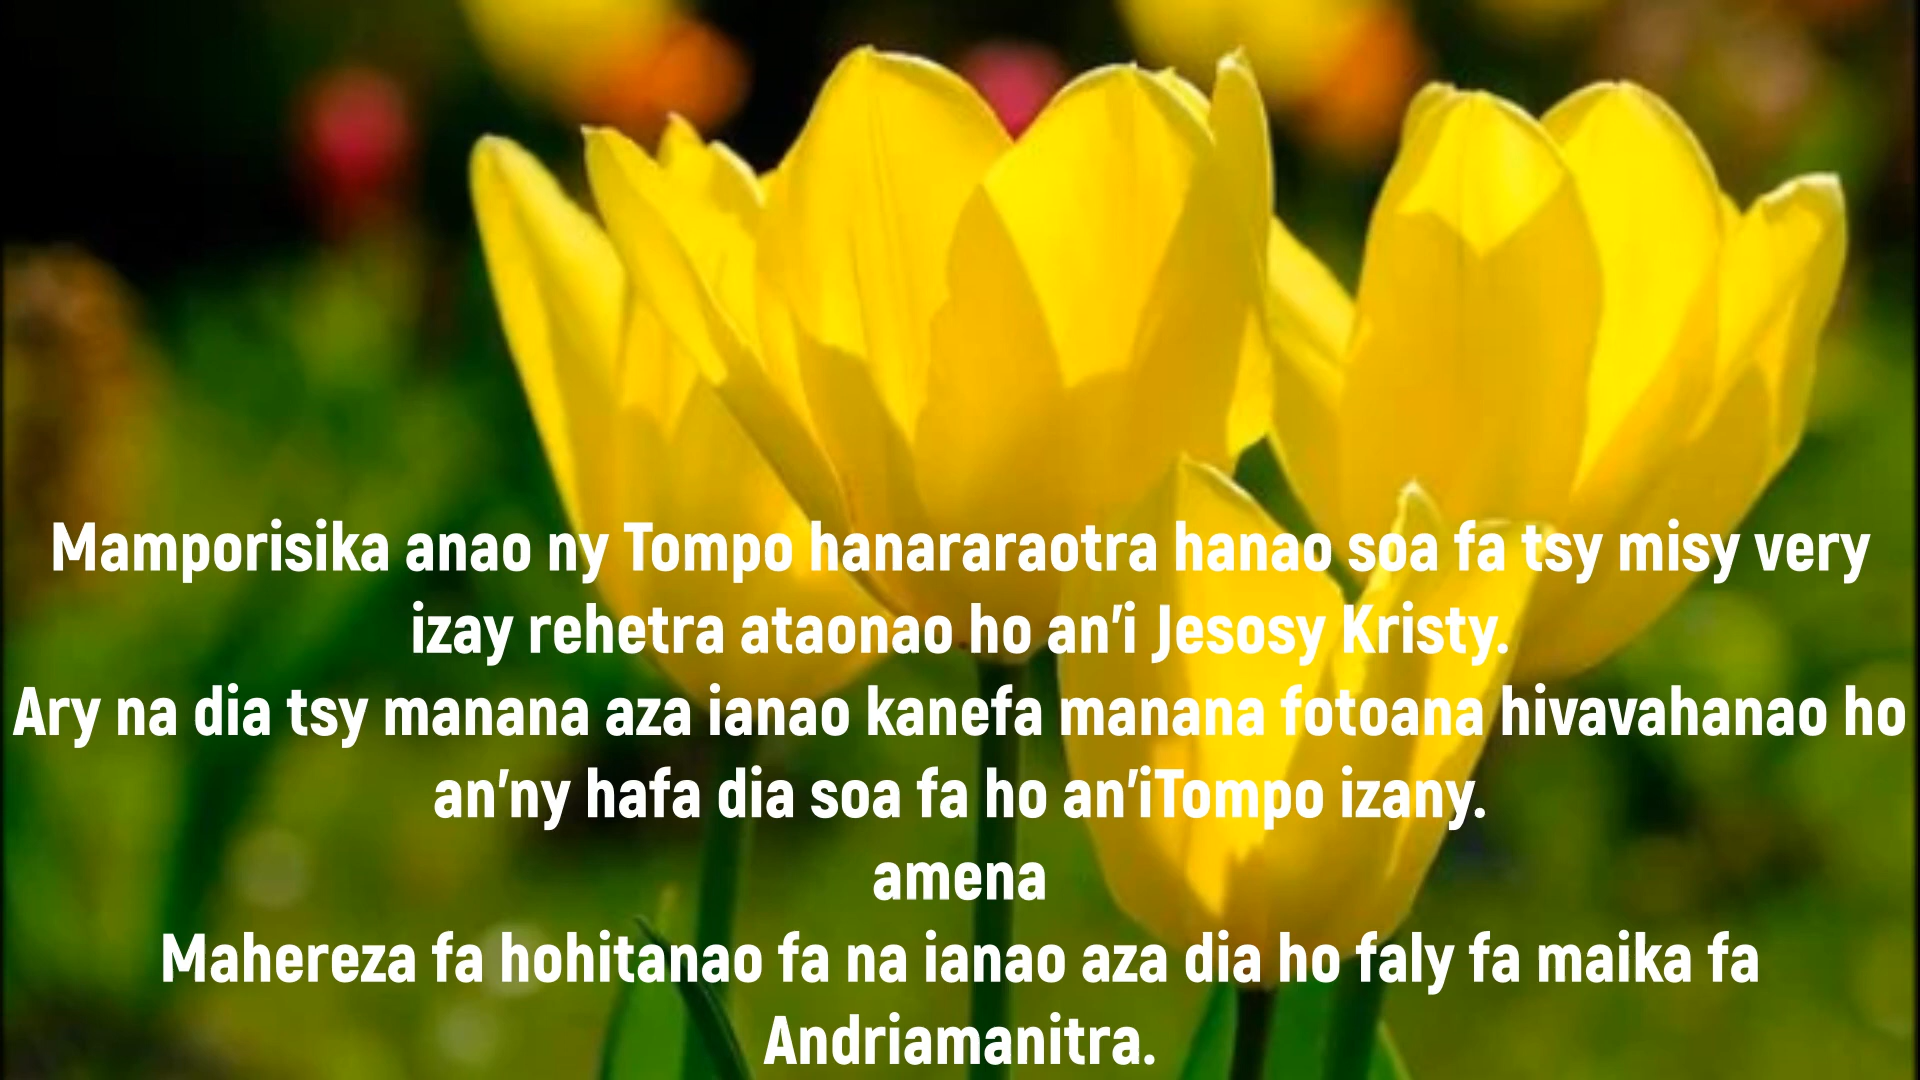 Mamporisika anao ny Tompo hanararaotra hanao soa fa tsy misy very
izay rehetra ataonao ho an'i Jesosy Kristy.
Ary na dia tsy manana aza ianao kanefa manana fotoana hivavahanao ho
an'ny hafa dia soa fa ho an'iTompo izany.
amena
Mahereza fa hohitanao fa na ianao aza dia ho faly fa maika fa
Andriamanitra.